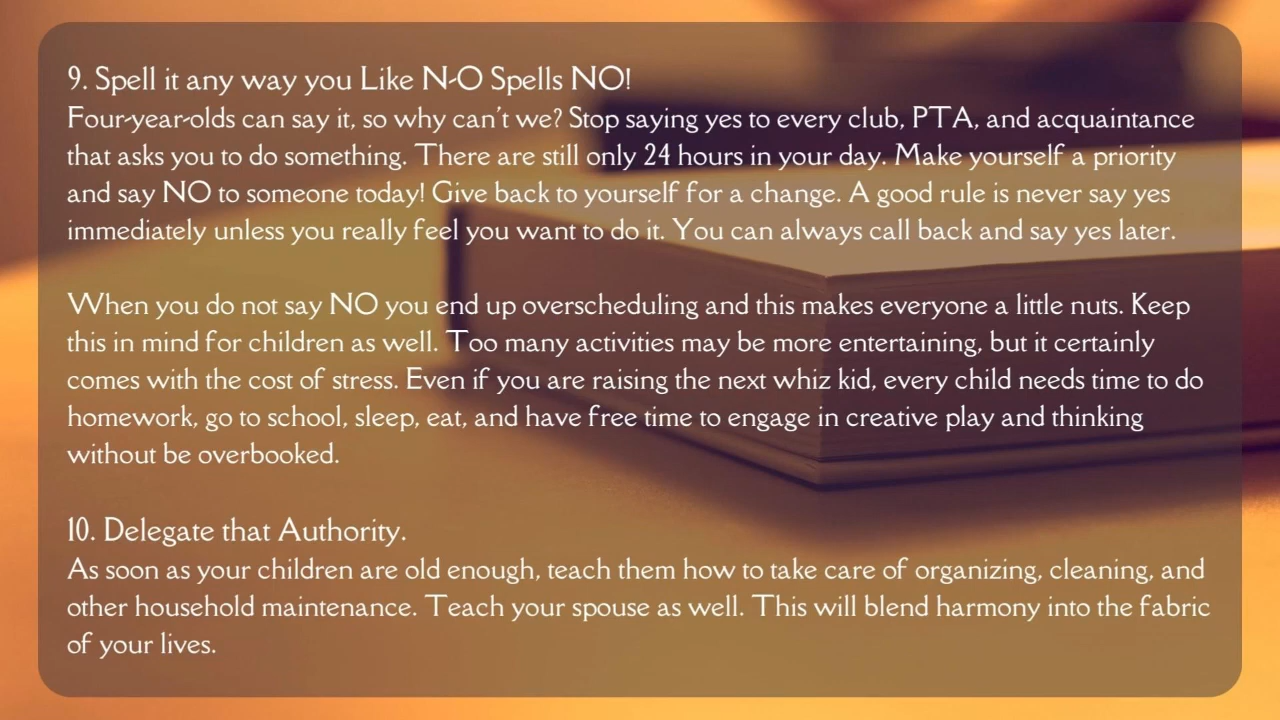 9. Spell it any way you Like N-O Spells NO!
Four-year-olds can say it, so why can't we? Stop saying yes to every club, PTA, and acquaintance
that asks you to do something. There are still only 24 hours in your day. Make yourself a priority
and say NO to someone today! Give back to yourself for a change. A good rule is never say yes
immediately unless you really feel you want to do it. You can always call back and say yes later.
When you do not say NO you end up overscheduling and this makes everyone a little nuts. Keep
this in mind for children as well. Too many activities may be more entertaining, but it certainly
comes with the cost of stress. Even if you are raising the next whiz kid, every child needs time to do
homework, go to school, sleep, eat, and have free time to engage in creative play and thinking
without be overbooked.
10. Delegate that Authority.
As soon as your children are old enough, teach them how to take care of organizing, cleaning, and
other household maintenance. Teach your spouse as well. This will blend harmony into the fabric
of your lives.